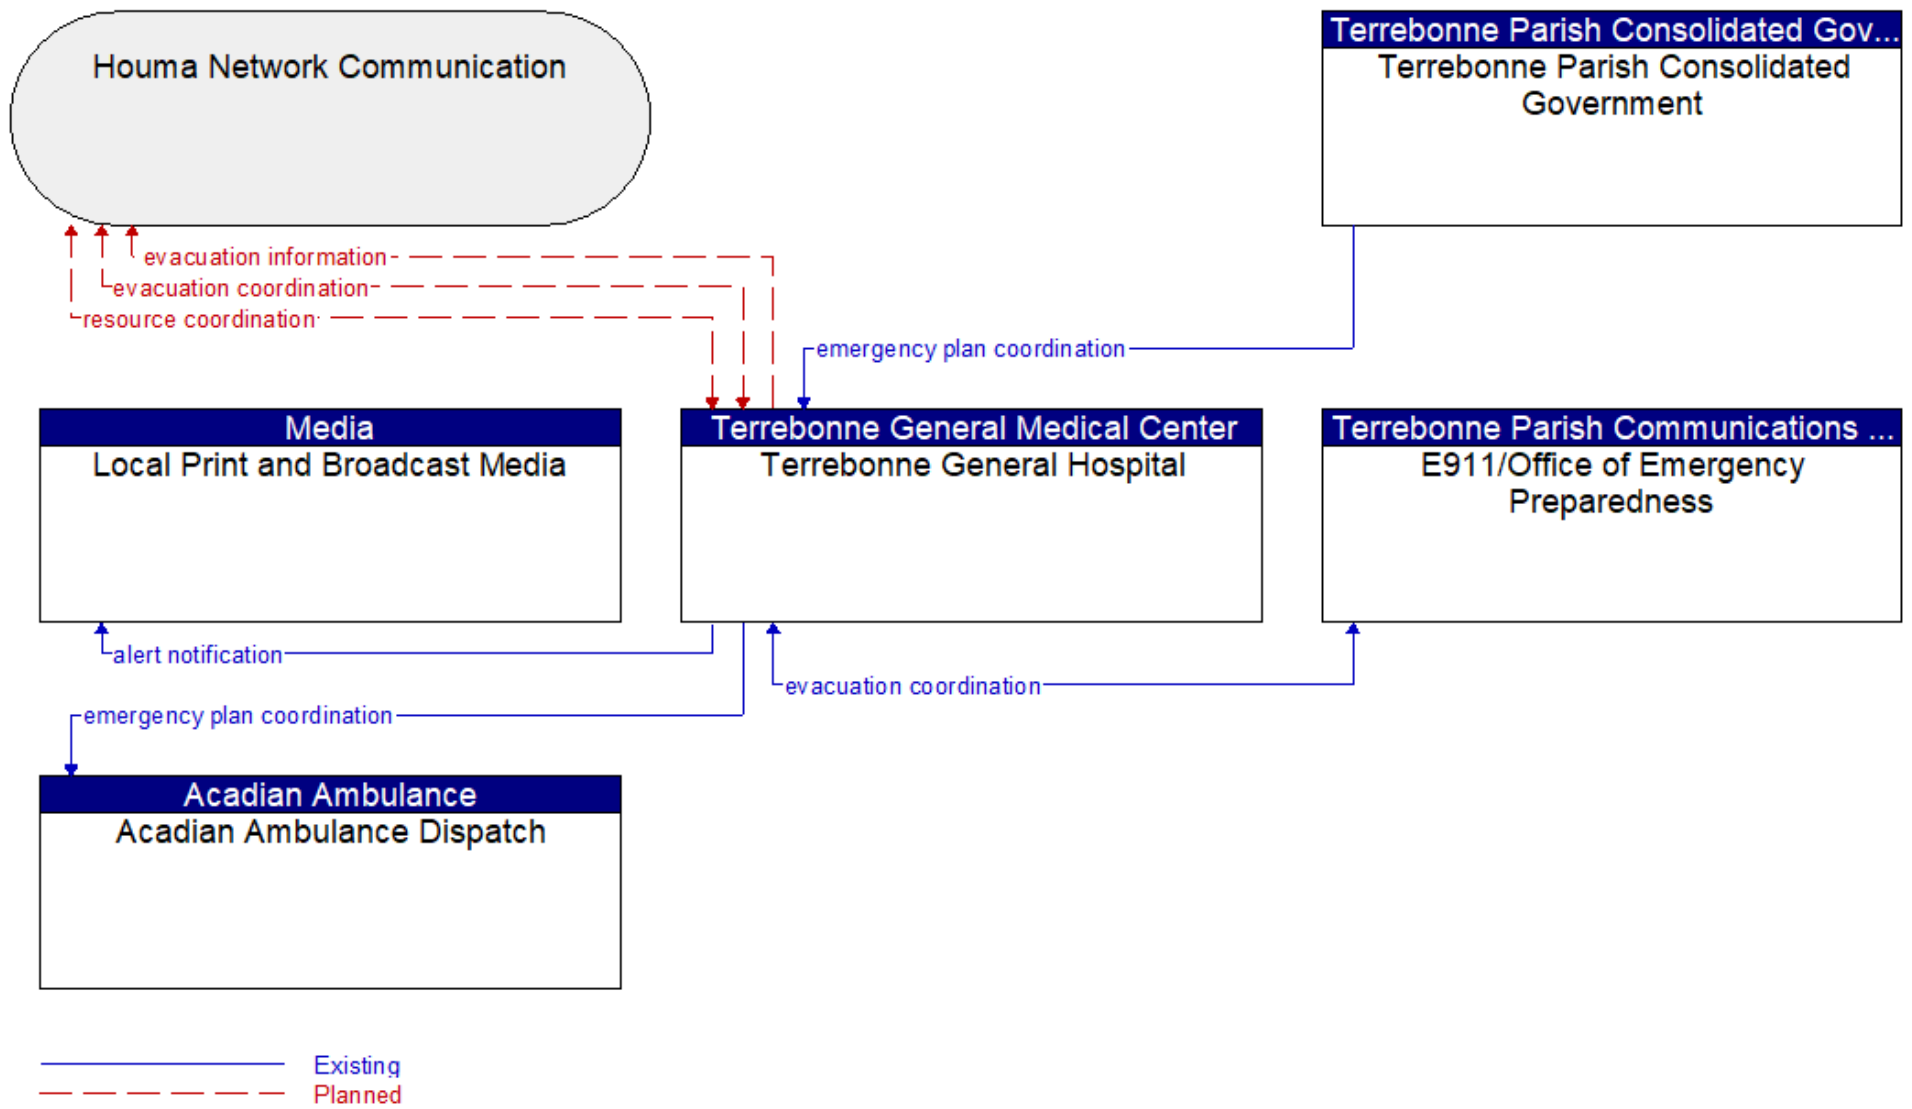 Houma Network Communication
Terrebonne Parish Consolidated Gov...
Terrebonne Parish Consolidated
Government
evacuation information
evacuation coordination
resource coordination
emergency plan coordination
Media
Local Print and Broadcast Media
Terrebonne General Medical Center
Terrebonne General Hospital
Terrebonne Parish Communications ...
E911/Office of Emergency
Preparedness
alert notification
evacuation coordination
emergency plan coordination
Acadian Ambulance
Acadian Ambulance Dispatch
Existing
Planned